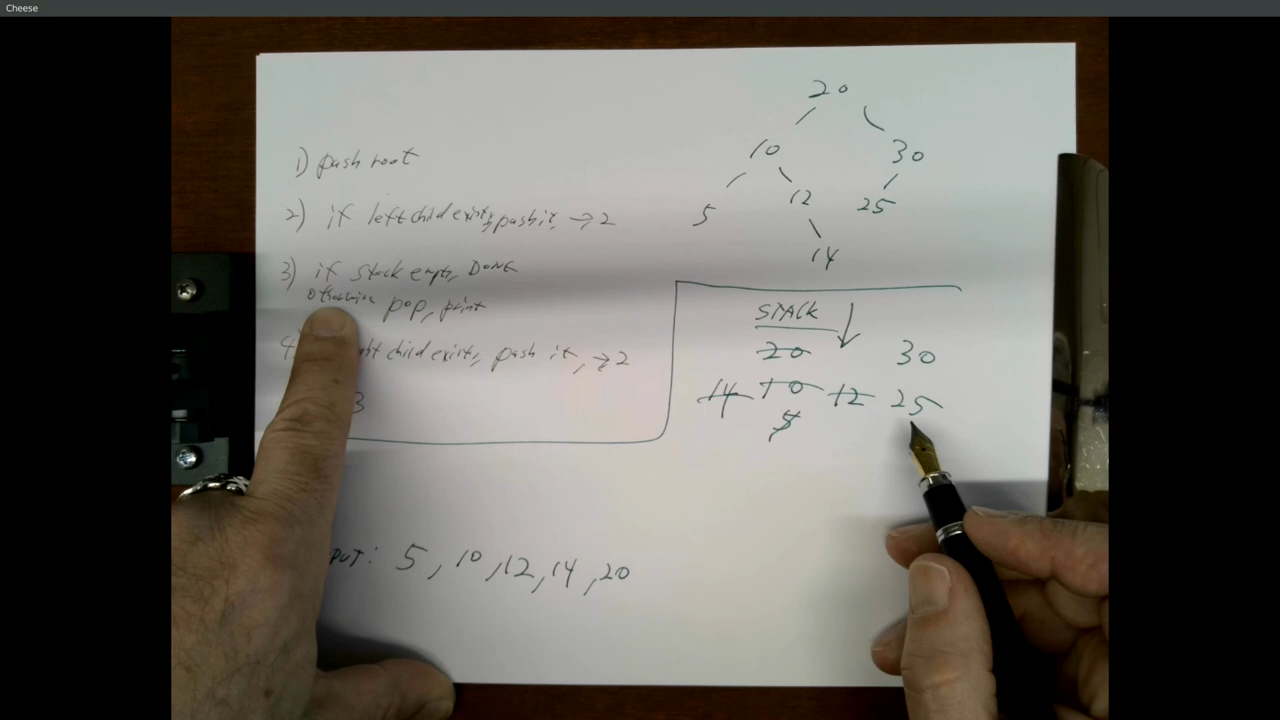 Cheese
1) push root
2) if left child exists, push it, → 2
3) if stack empty, DONE
otherwise pop, print
4 ght child exists, push it, → 2
3
20
10 30
5 12 25
14
STACK ↓
20 30
14 10 12 25
5
PUT: 5, 10, 12, 14, 20